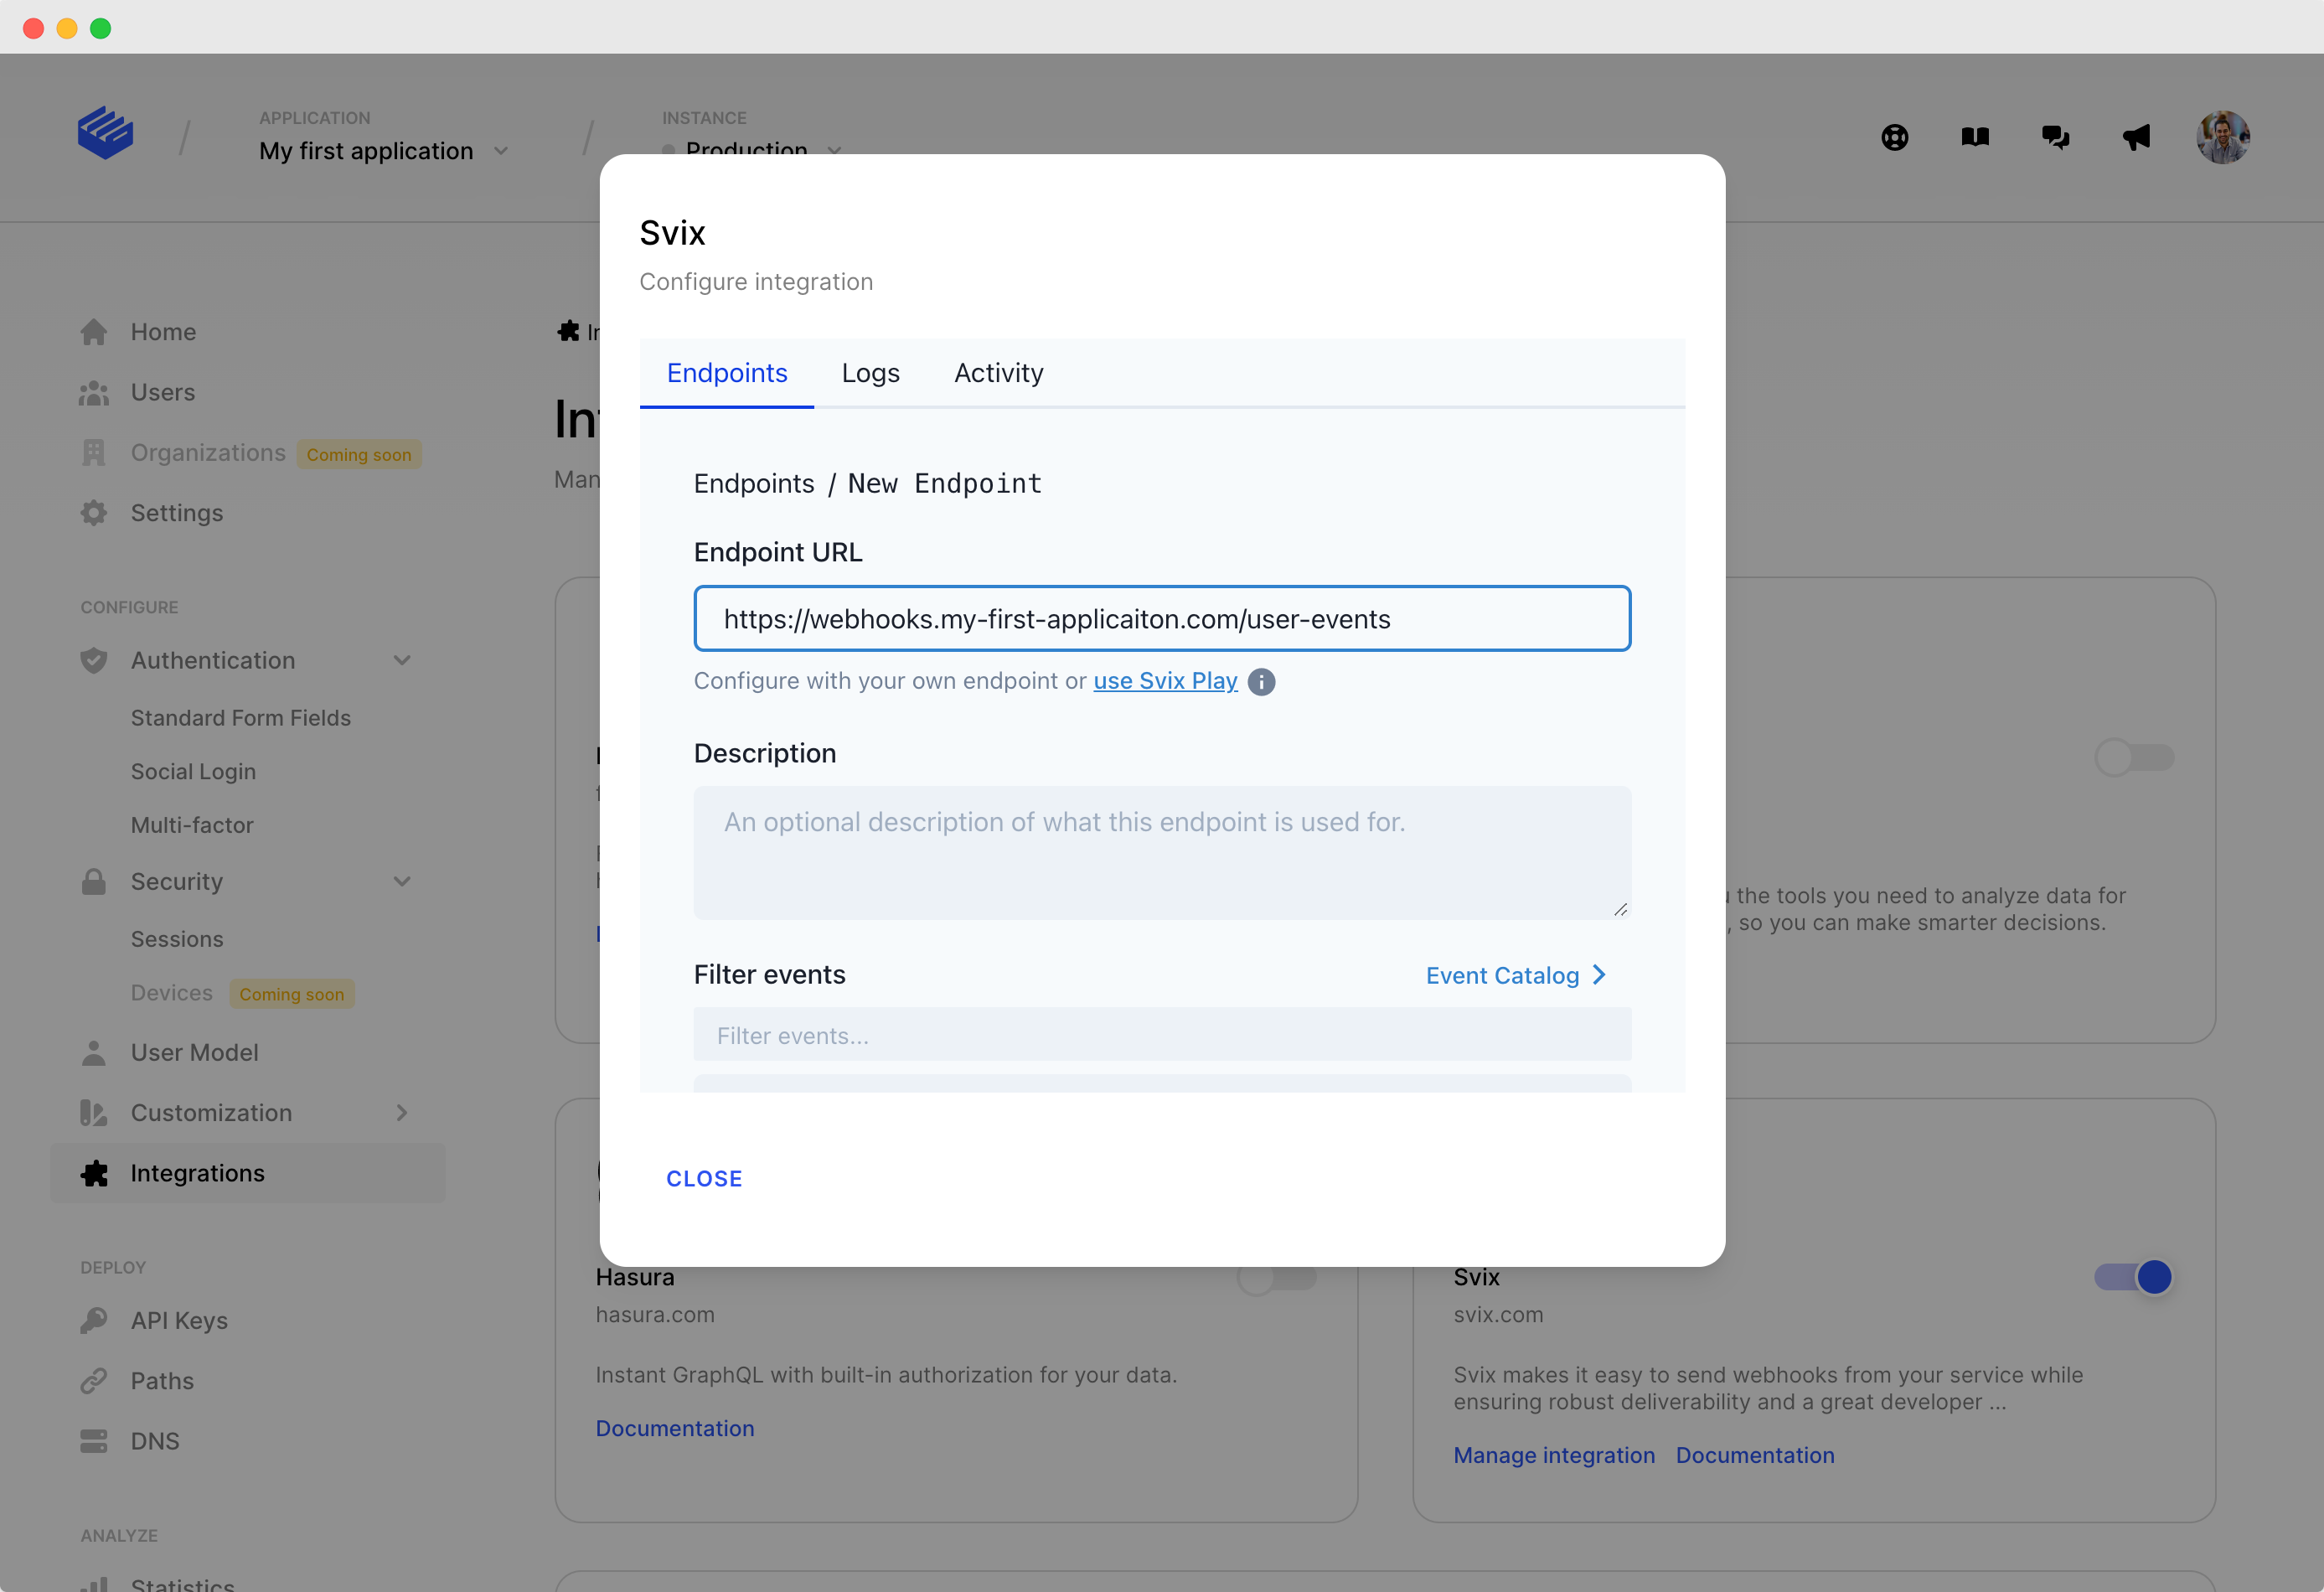 APPLICATION
My first application
INSTANCE
Production
Home
Users
Organizations Coming soon
Settings
CONFIGURE
Authentication
Standard Form Fields
Social Login
Multi-factor
Security
Sessions
Devices Coming soon
User Model
Customization
Integrations
DEPLOY
API Keys
Paths
DNS
ANALYZE
Statistics
Svix
Configure integration
Endpoints Logs Activity
Endpoints / New Endpoint
Endpoint URL
https://webhooks.my-first-applicaiton.com/user-events
Configure with your own endpoint or use Svix Play
Description
An optional description of what this endpoint is used for.
Filter events Event Catalog
Filter events...
CLOSE
the tools you need to analyze data for
, so you can make smarter decisions.
Hasura
hasura.com
Instant GraphQL with built-in authorization for your data.
Documentation
Svix
svix.com
Svix makes it easy to send webhooks from your service while
ensuring robust deliverability and a great developer ...
Manage integration Documentation